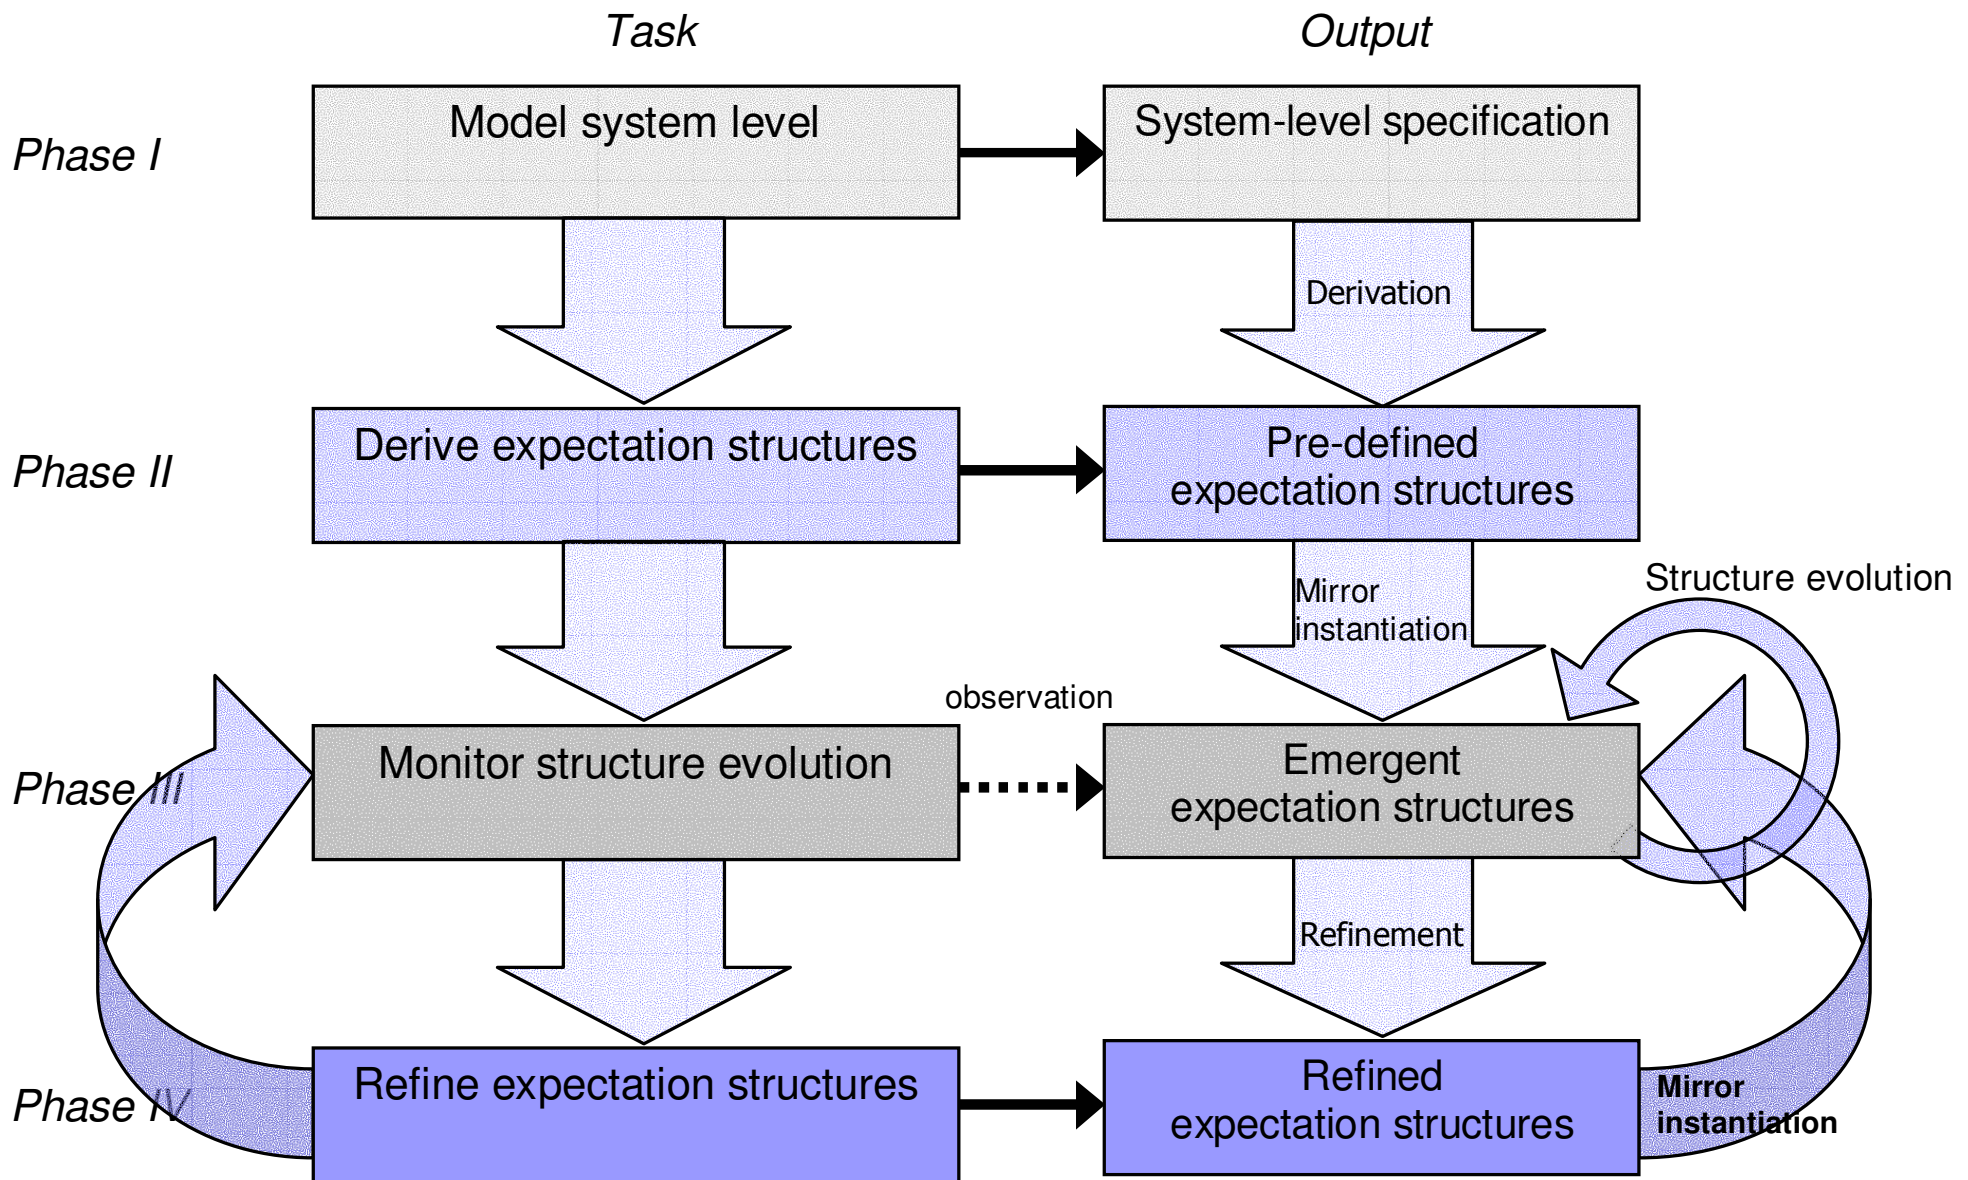 Task
Output
Phase I
Model system level
System-level specification
Derivation
Phase II
Derive expectation structures
Pre-defined
expectation structures
Mirror
instantiation
Structure evolution
observation
Phase III
Monitor structure evolution
Emergent
expectation structures
Refinement
Phase IV
Refine expectation structures
Refined
expectation structures
Mirror
instantiation